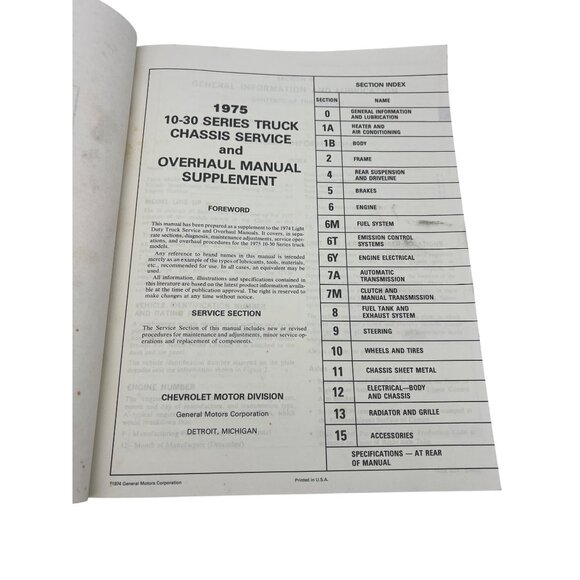 1975
10-30 SERIES TRUCK
CHASSIS SERVICE
and
OVERHAUL MANUAL
SUPPLEMENT
FOREWORD
This manual has been prepared as a supplement to the 1974 Light
Duty Truck Service and Overhaul Manuals. It covers, in sepa-
rate sections, diagnosis, maintenance adjustments, service oper-
ations, and overhaul procedures for the 1975 10-30 Series truck
models.
Any reference to brand names in this manual is intended
merely as an example of the types of lubricants, tools, materials,
etc., recommended for use. In all cases, an equivalent may be
used.
All information, illustrations and specifications contained in
this literature are based on the latest product information availa-
ble at the time of publication approval. The right is reserved to
make changes at any time without notice.
SERVICE SECTION
The Service Section of this manual includes new or revised
procedures for maintenance and adjustments, minor service op-
erations and replacement of components.
CHEVROLET MOTOR DIVISION
General Motors Corporation
DETROIT, MICHIGAN
SECTION INDEX
SECTION NAME
0 GENERAL INFORMATION
AND LUBRICATION
1A HEATER AND
AIR CONDITIONING
1B BODY
2 FRAME
4 REAR SUSPENSION
AND DRIVELINE
5 BRAKES
6 ENGINE
6M FUEL SYSTEM
6T EMISSION CONTROL
SYSTEMS
6Y ENGINE ELECTRICAL
7A AUTOMATIC
TRANSMISSION
7M CLUTCH AND
MANUAL TRANSMISSION
8 FUEL TANK AND
EXHAUST SYSTEM
9 STEERING
10 WHEELS AND TIRES
11 CHASSIS SHEET METAL
12 ELECTRICAL—BODY
AND CHASSIS
13 RADIATOR AND GRILLE
15 ACCESSORIES
SPECIFICATIONS — AT REAR
OF MANUAL
1974 General Motors Corporation
Printed in U.S.A.